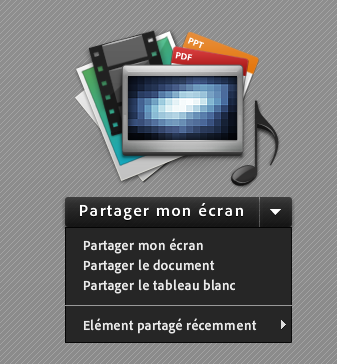 PPT
PDF
Partager mon écran
Partager mon écran
Partager le document
Partager le tableau blanc
Elément partagé récemment